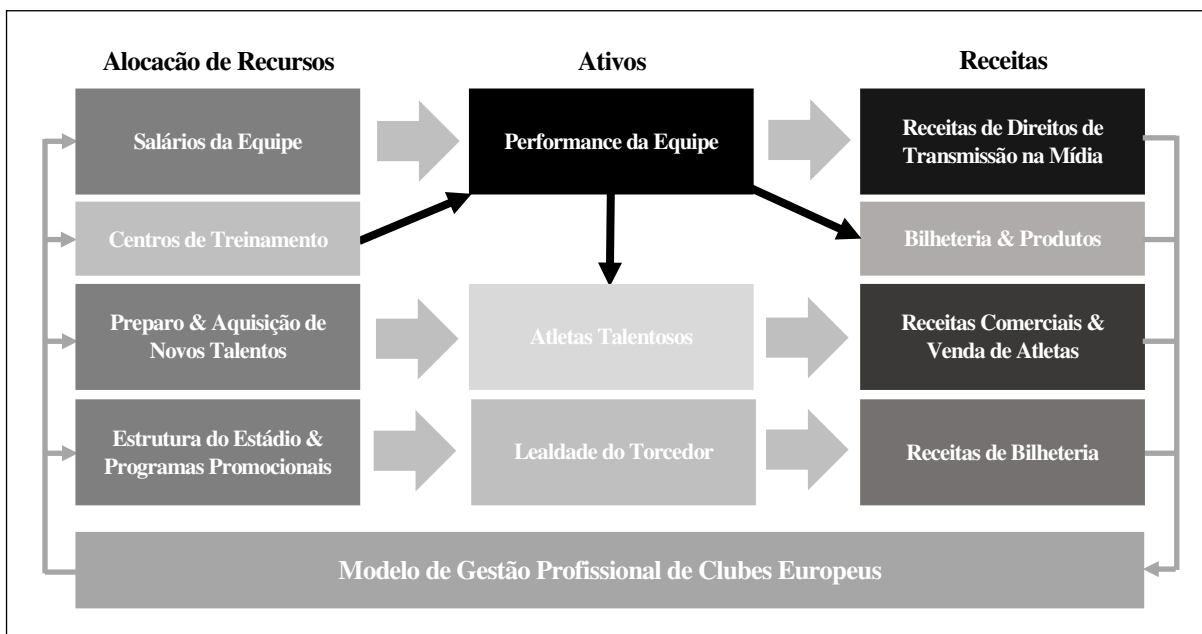 Alocacão de Recursos
Ativos
Receitas
Salários da Equipe
Performance da Equipe
Receitas de Direitos de
Transmissão na Mídia
Centros de Treinamento
Bilheteria & Produtos
Preparo & Aquisição de
Novos Talentos
Atletas Talentosos
Receitas Comerciais &
Venda de Atletas
Estrutura do Estádio &
Programas Promocionais
Lealdade do Torcedor
Receitas de Bilheteria
Modelo de Gestão Profissional de Clubes Europeus